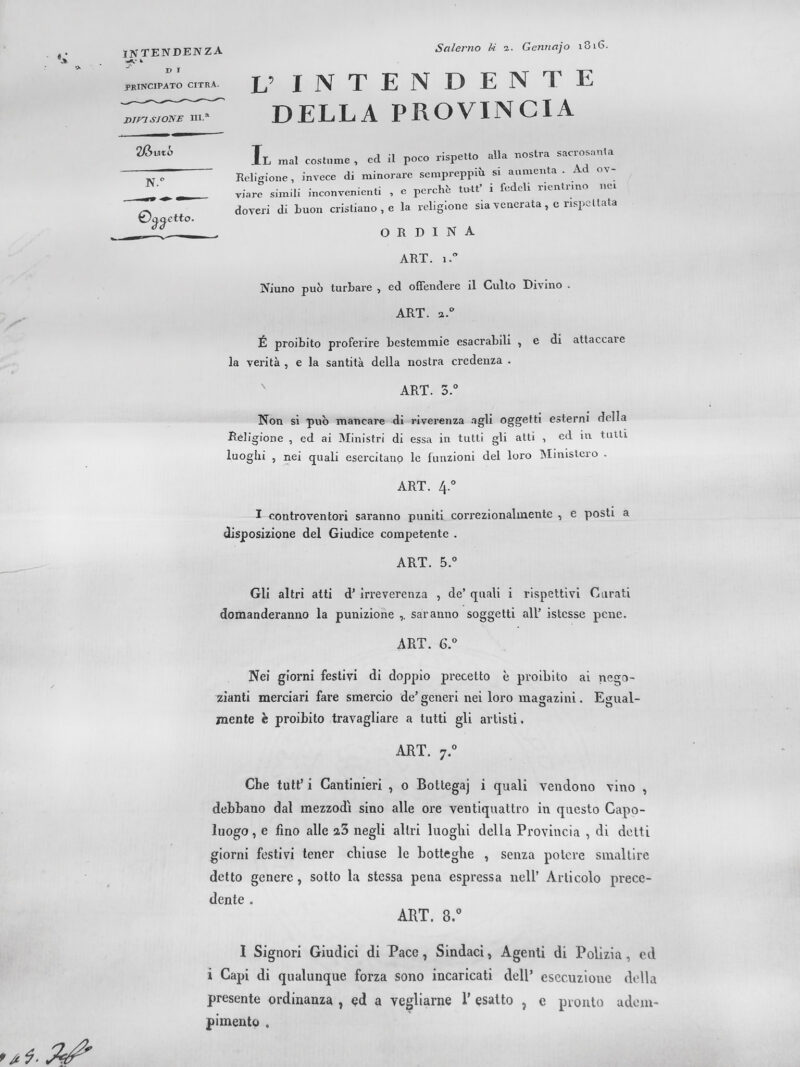 INTENDENZA
DI
PRINCIPATO CITRA.
DIVISIONE III.ª
Burò
N.º
Oggetto.
Salerno li 2. Gennajo 1816.
L' INTENDENTE
DELLA PROVINCIA
IL mal costume , ed il poco rispetto alla nostra sacrosanta
Religione , invece di minorare sempreppiù si aumenta . Ad ov-
viare simili inconvenienti , e perchè tutt' i fedeli rientrino nei
doveri di buon cristiano , e la religione sia venerata , e rispettata
ORDINA
ART. 1.º
Niuno può turbare , ed offendere il Culto Divino .
ART. 2.º
É proibito proferire bestemmie esacrabili , e di attaccare
la verità , e la santità della nostra credenza .
ART. 3.º
Non si può mancare di riverenza agli oggetti esterni della
Religione , ed ai Ministri di essa in tutti gli atti , ed in tutti
luoghi , nei quali esercitano le funzioni del loro Ministero .
ART. 4.º
I controventori saranno puniti correzionalmente , e posti a
disposizione del Giudice competente .
ART. 5.º
Gli altri atti d' irreverenza , de' quali i rispettivi Curati
domanderanno la punizione , saranno soggetti all' istesse pene.
ART. 6.º
Nei giorni festivi di doppio precetto è proibito ai nego-
zianti merciari fare smercio de' generi nei loro magazini . Egual-
mente è proibito travagliare a tutti gli artisti .
ART. 7.º
Che tutt' i Cantinieri , o Bottegaj i quali vendono vino ,
debbano dal mezzodì sino alle ore ventiquattro in questo Capo-
luogo , e fino alle 23 negli altri luoghi della Provincia , di detti
giorni festivi tener chiuse le botteghe , senza potere smaltire
detto genere , sotto la stessa pena espressa nell' Articolo prece-
dente .
ART. 8.º
I Signori Giudici di Pace , Sindaci , Agenti di Polizia , ed
i Capi di qualunque forza sono incaricati dell' esecuzione della
presente ordinanza , ed a vegliarne l' esatto , e pronto adem-
pimento .